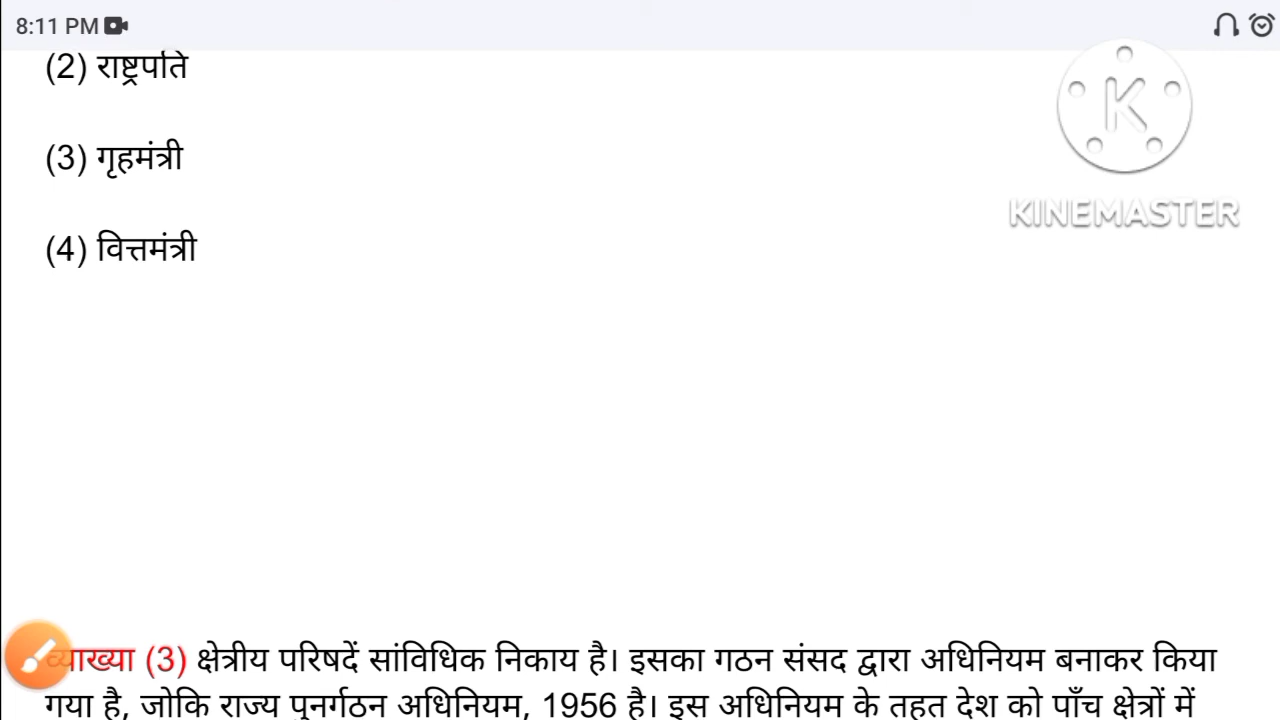 8:11 PM
(2) राष्ट्रपति
(3) गृहमंत्री
(4) वित्तमंत्री
KINEMASTER
व्याख्या (3) क्षेत्रीय परिषदें सांविधिक निकाय है। इसका गठन संसद द्वारा अधिनियम बनाकर किया
गया है, जोकि राज्य पुनर्गठन अधिनियम, 1956 है। इस अधिनियम के तहत देश को पाँच क्षेत्रों में